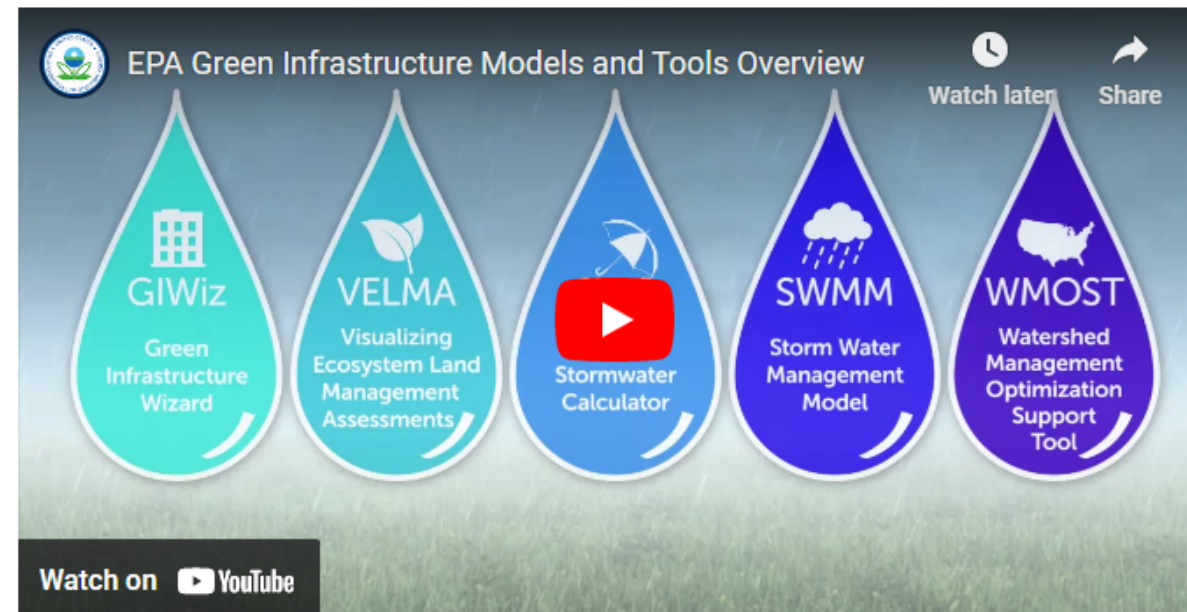 EPA Green Infrastructure Models and Tools Overview
Watch later
Share
GIWiz
Green
Infrastructure
Wizard
VELMA
Visualizing
Ecosystem Land
Management
Assessments
Stormwater
Calculator
SWMM
Storm Water
Management
Model
WMOST
Watershed
Management
Optimization
Support
Tool
Watch on YouTube